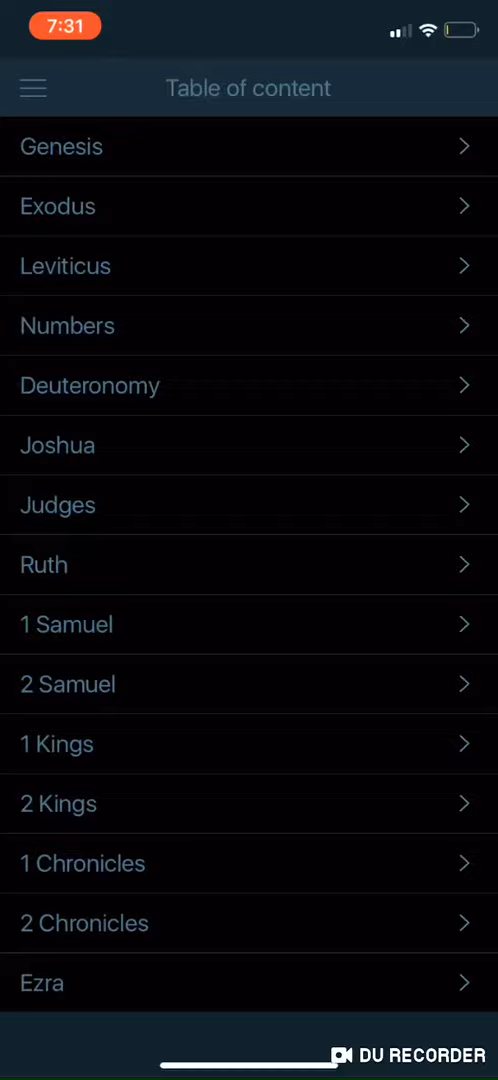 7:31
Table of content
Genesis
Exodus
Leviticus
Numbers
Deuteronomy
Joshua
Judges
Ruth
1 Samuel
2 Samuel
1 Kings
2 Kings
1 Chronicles
2 Chronicles
Ezra
DU RECORDER